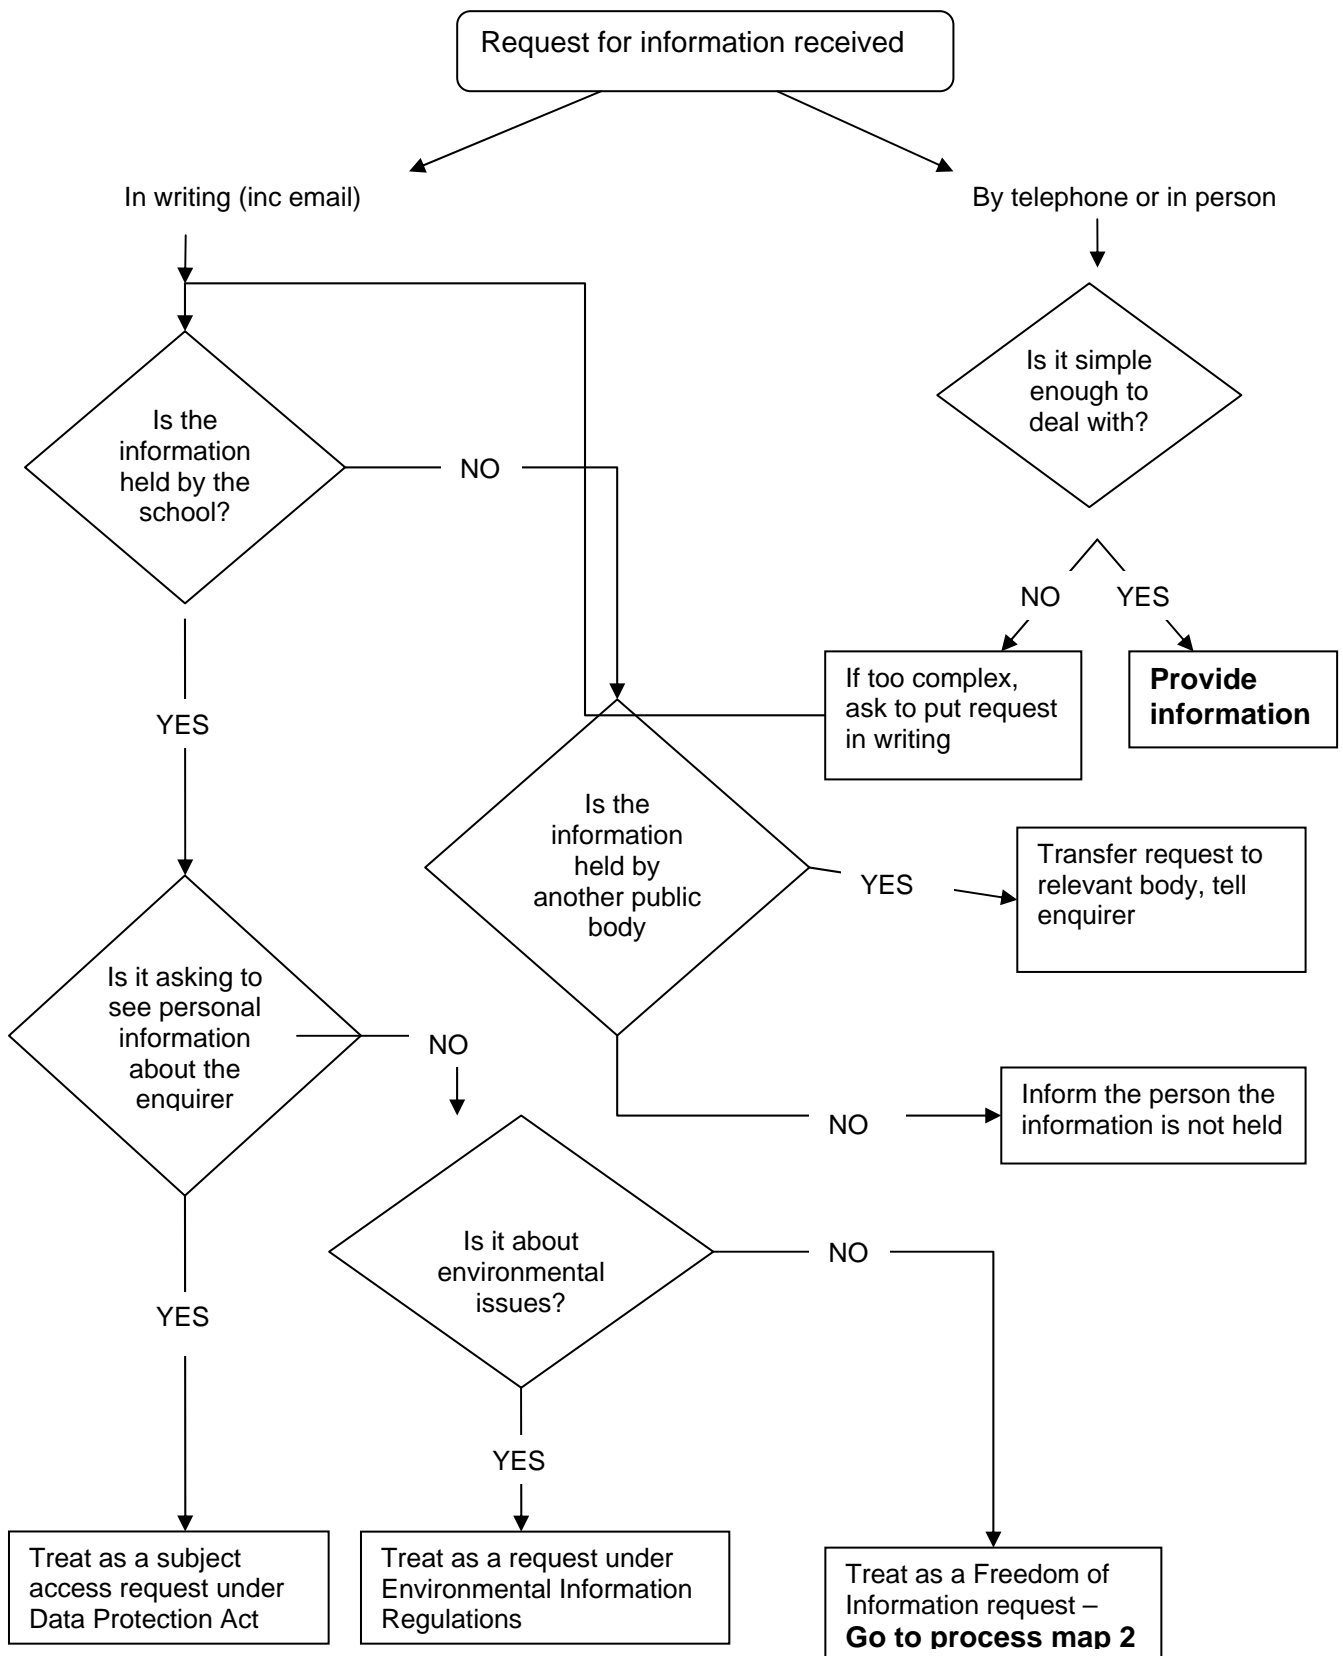 Request for information received
In writing (inc email)
By telephone or in person
Is it simple
enough to
deal with?
Is the
information
held by the
school?
NO
NO
YES
If too complex,
ask to put request
in writing
Provide
information
YES
Is the
information
held by
another public
body
YES
Transfer request to
relevant body, tell
enquirer
Is it asking to
see personal
information
about the
enquirer
NO
NO
Inform the person the
information is not held
Is it about
environmental
issues?
NO
YES
YES
Treat as a subject
access request under
Data Protection Act
Treat as a request under
Environmental Information
Regulations
Treat as a Freedom of
Information request –
Go to process map 2